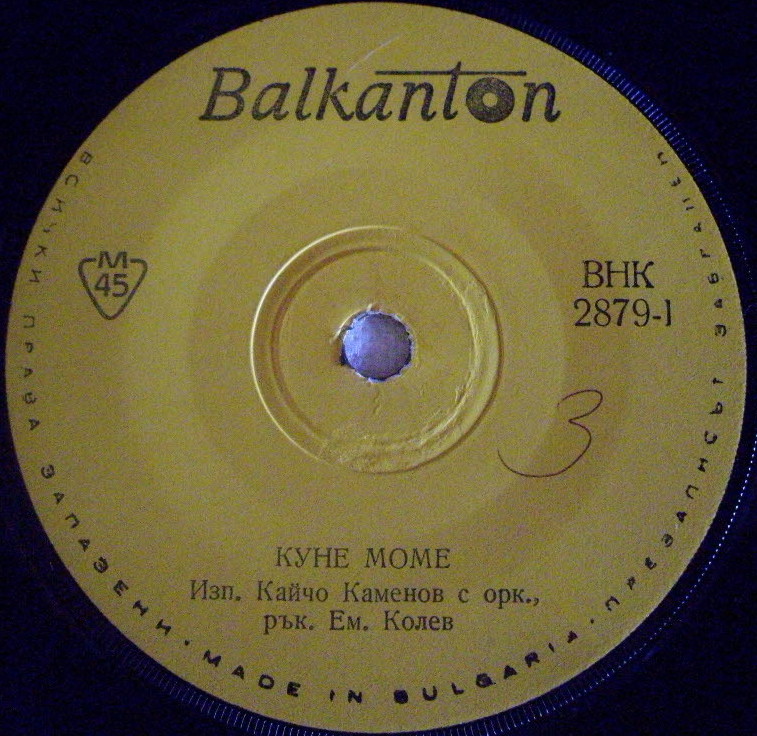 Balkanton
М
45
ВНК
2879-1
3
КУНЕ МОМЕ
Изп. Кайчо Каменов с орк.,
рък. Ем. Колев
ВСИЧКИ ПРАВА ЗАПАЗЕНИ · MADE IN BULGARIA · ПРЕЗАПИСЪТ ЗАБРАНЕН